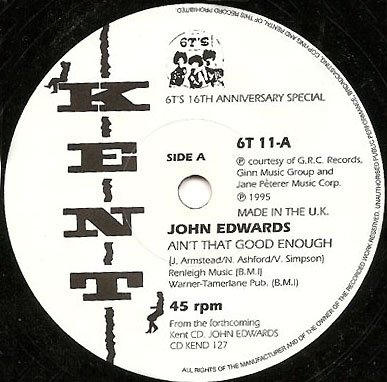 6T'S
6T'S 16TH ANNIVERSARY SPECIAL
KENT
6T 11-A
SIDE A
℗ courtesy of G.R.C. Records,
Ginn Music Group and
Jane Pèterer Music Corp.
℗ 1995
MADE IN THE U.K.
JOHN EDWARDS
AIN'T THAT GOOD ENOUGH
(J. Armstead/N. Ashford/V. Simpson)
Renleigh Music (B.M.I)
Warner-Tamerlane Pub. (B.M.I)
45 rpm
From the forthcoming
Kent CD. JOHN EDWARDS
CD KEND 127
ALL RIGHTS OF THE MANUFACTURER AND OF THE OWNER OF THE RECORDED WORK RESERVED. UNAUTHORISED PUBLIC PERFORMANCE, BROADCASTING, COPYING AND RENTAL OF THIS RECORD PROHIBITED.